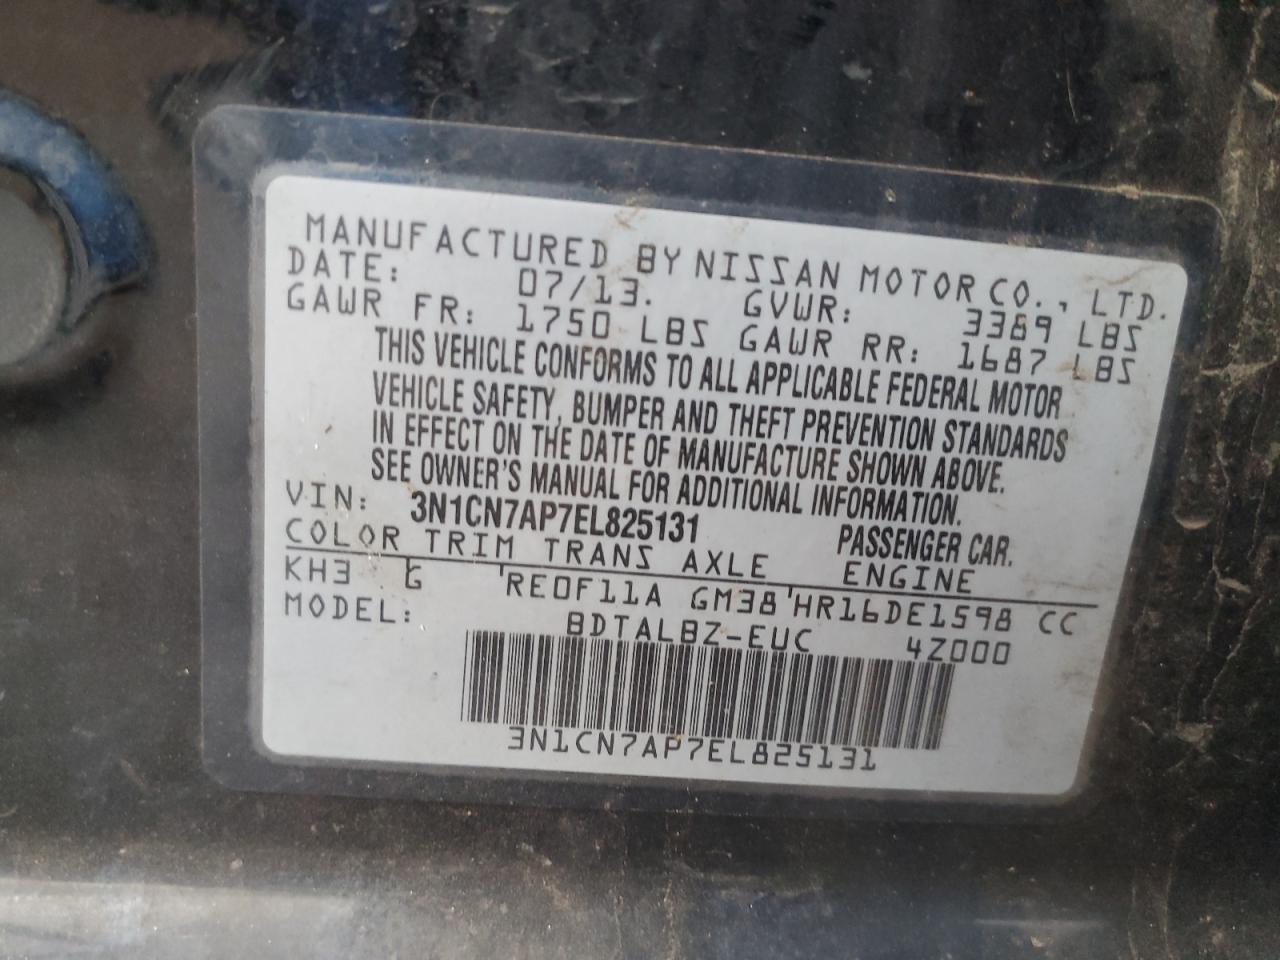 MANUFACTURED BY NISSAN MOTOR CO., LTD.
DATE: 07/13. GVWR: 3389 LBS
GAWR FR: 1750 LBS GAWR RR: 1687 LBS
THIS VEHICLE CONFORMS TO ALL APPLICABLE FEDERAL MOTOR
VEHICLE SAFETY, BUMPER AND THEFT PREVENTION STANDARDS
IN EFFECT ON THE DATE OF MANUFACTURE SHOWN ABOVE.
SEE OWNER'S MANUAL FOR ADDITIONAL INFORMATION.
VIN: 3N1CN7AP7EL825131 PASSENGER CAR.
COLOR TRIM TRANS AXLE ENGINE
KH3 G 'RE0F11A GM38'HR16DE1598 CC
MODEL: BDTALBZ-EUC 4Z000
3N1CN7AP7EL825131